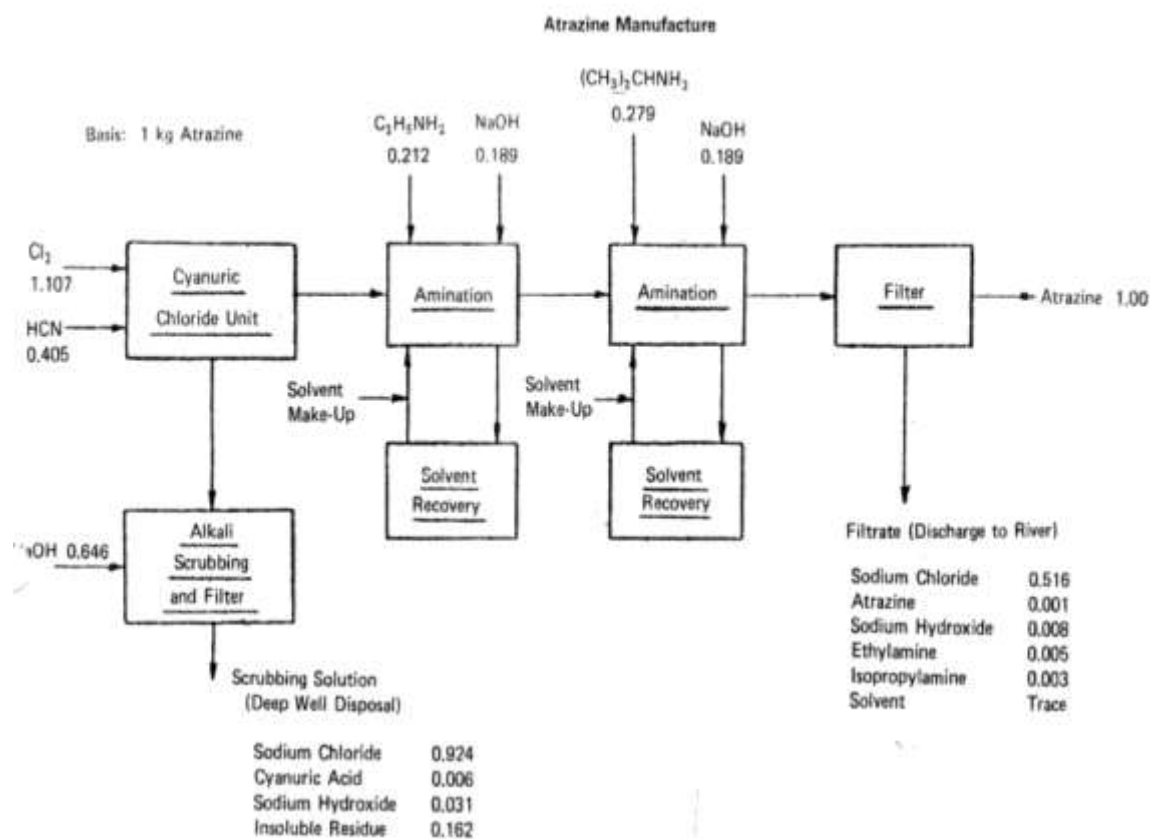 Atrazine Manufacture
(CH3)2CHNH2
0.279
Basis: 1 kg Atrazine
C2H5NH2
0.212
NaOH
0.189
NaOH
0.189
Cl2
1.107
HCN
0.405
Cyanuric
Chloride Unit
Amination
Amination
Filter
Atrazine 1.00
Solvent
Make-Up
Solvent
Make-Up
Solvent
Recovery
Solvent
Recovery
OH 0.646
Alkali
Scrubbing
and Filter
Filtrate (Discharge to River)
Sodium Chloride 0.516
Atrazine 0.001
Sodium Hydroxide 0.008
Ethylamine 0.005
Isopropylamine 0.003
Solvent Trace
Scrubbing Solution
(Deep Well Disposal)
Sodium Chloride 0.924
Cyanuric Acid 0.006
Sodium Hydroxide 0.031
Insoluble Residue 0.162